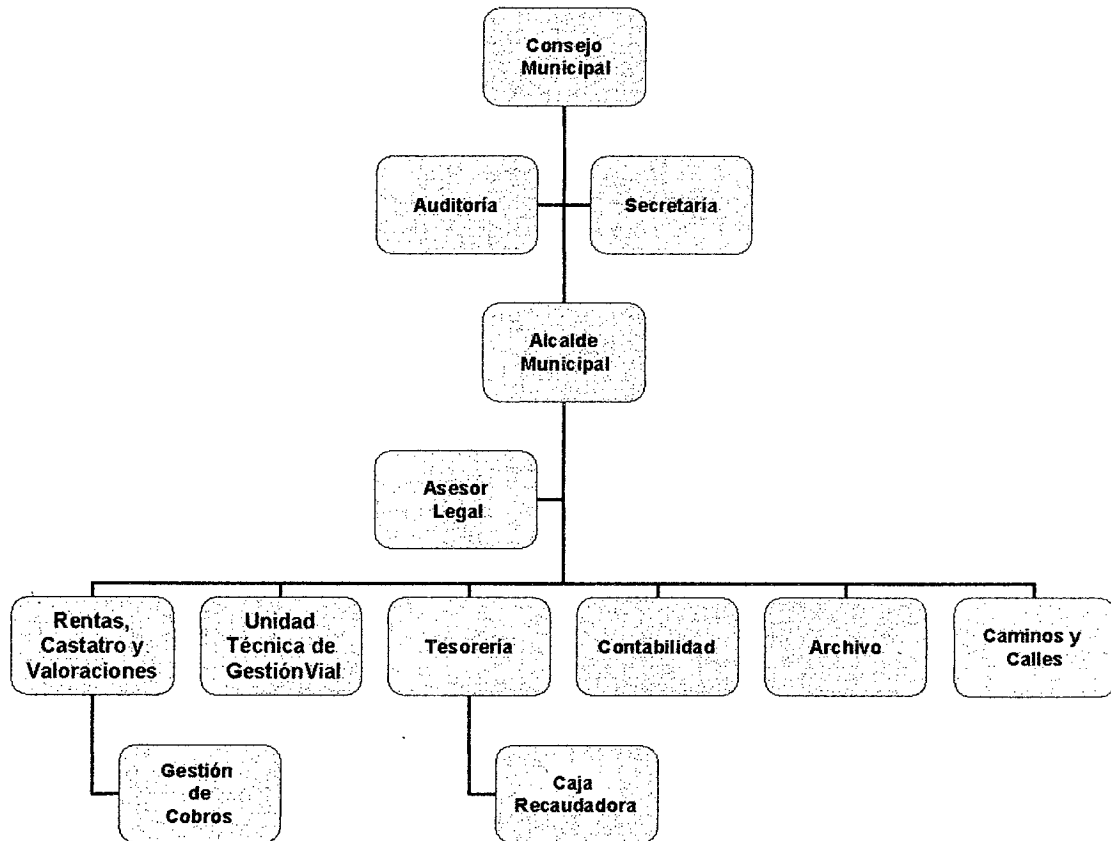 Consejo
Municipal
Auditoría
Secretaría
Alcalde
Municipal
Asesor
Legal
Rentas,
Castatro y
Valoraciones
Unidad
Técnica de
GestiónVial
Tesorería
Contabilidad
Archivo
Caminos y
Calles
Gestión
de
Cobros
Caja
Recaudadora